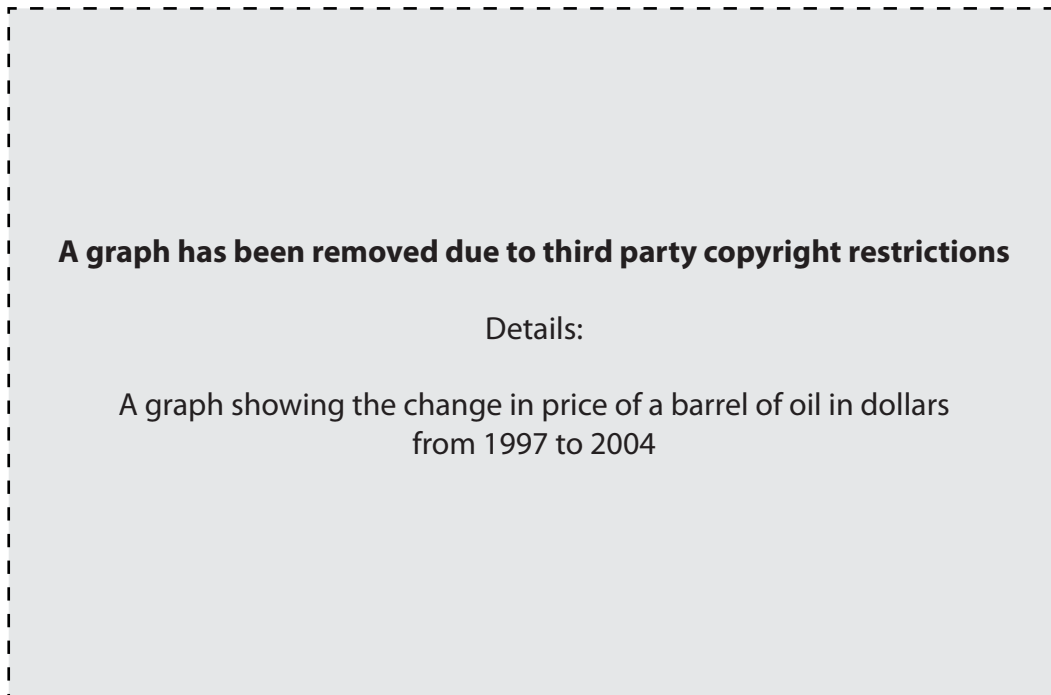 A graph has been removed due to third party copyright restrictions
Details:
A graph showing the change in price of a barrel of oil in dollars
from 1997 to 2004